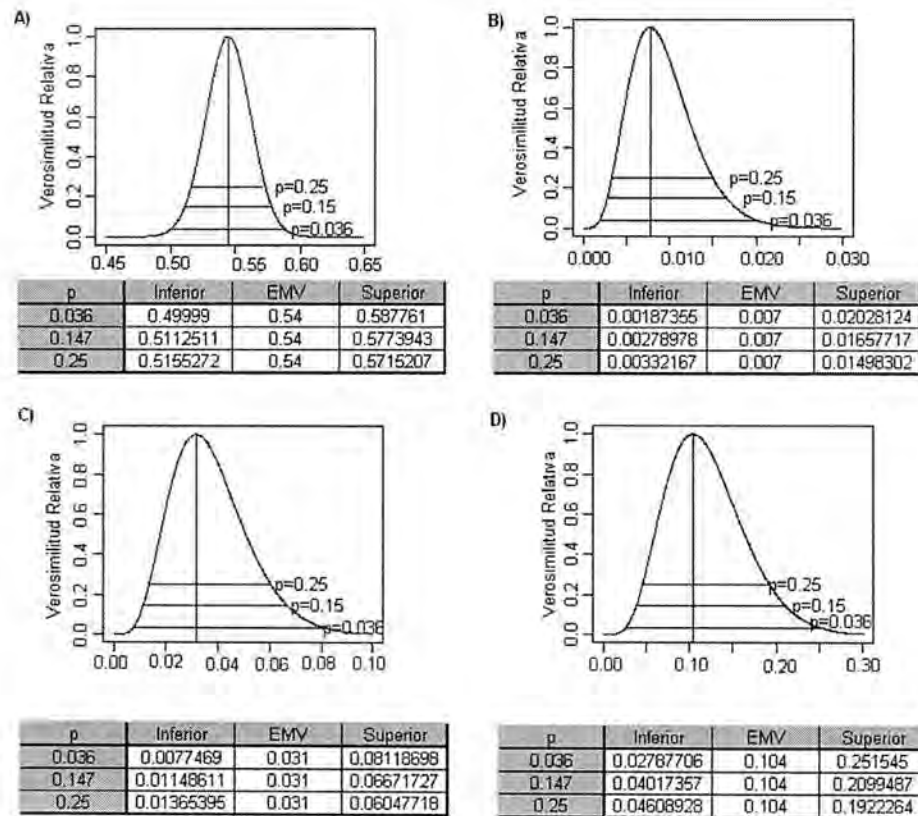 A)
Verosimilitud Relativa
1.0
0.8
0.6
0.4
0.2
0.0
p=0.25
p=0.15
p=0.036
0.45 0.50 0.55 0.60 0.65
p Inferior EMV Superior
0.036 0.49999 0.54 0.587761
0.147 0.5112511 0.54 0.5773943
0.25 0.5155272 0.54 0.5715207
B)
Verosimilitud Relativa
1.0
0.8
0.6
0.4
0.2
0.0
p=0.25
p=0.15
p=0.036
0.000 0.010 0.020 0.030
p Inferior EMV Superior
0.036 0.00187355 0.007 0.02028124
0.147 0.00278978 0.007 0.01657717
0.25 0.00332167 0.007 0.01498302
C)
Verosimilitud Relativa
1.0
0.8
0.6
0.4
0.2
0.0
p=0.25
p=0.15
p=0.036
0.00 0.02 0.04 0.06 0.08 0.10
p Inferior EMV Superior
0.036 0.0077469 0.031 0.08118698
0.147 0.01148611 0.031 0.06671727
0.25 0.01365395 0.031 0.06047718
D)
Verosimilitud Relativa
1.0
0.8
0.6
0.4
0.2
0.0
p=0.25
p=0.15
p=0.036
0.00 0.10 0.20 0.30
p Inferior EMV Superior
0.036 0.02787706 0.104 0.251545
0.147 0.04017357 0.104 0.2099487
0.25 0.04608928 0.104 0.1922264